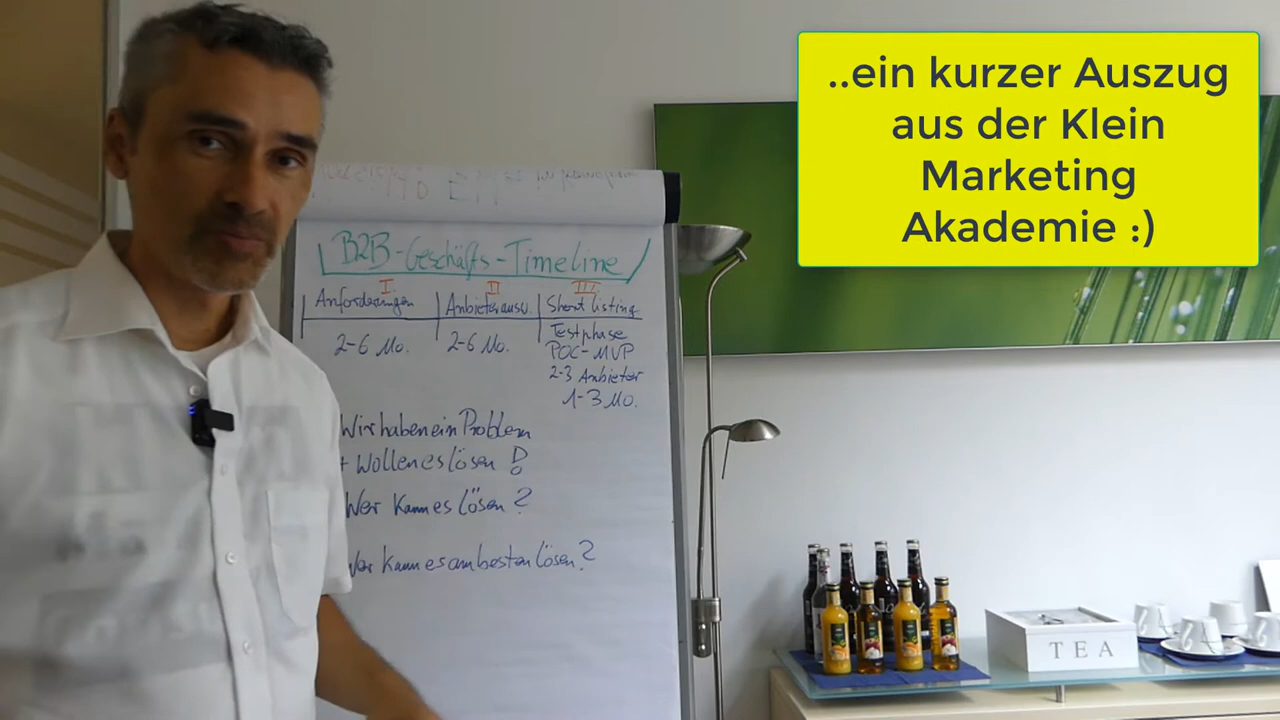 ..ein kurzer Auszug
aus der Klein
Marketing
Akademie :)
B2B-Geschäfts-Timeline
I II III
Anforderungen Anbieterausw. Short listing
2-6 Mo. 2-6 Mo. Testphase
POC-MVP
2-3 Anbieter
1-3 Mo.
Wir haben ein Problem
+ Wollen es lösen !
Wer kann es lösen ?
Wer kann es am besten lösen ?
TEA